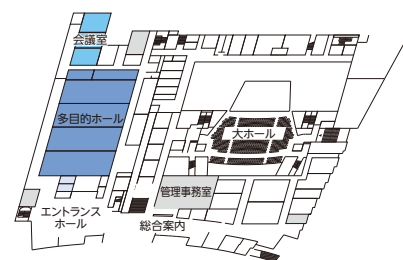 会議室
多目的ホール
大ホール
管理事務室
エントランス
ホール
総合案内